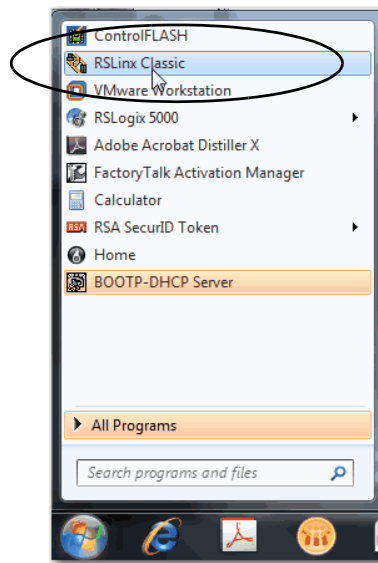 ControlFLASH
RSLinx Classic
VMware Workstation
RSLogix 5000
Adobe Acrobat Distiller X
FactoryTalk Activation Manager
Calculator
RSA
RSA SecurID Token
Home
BOOTP-DHCP Server
All Programs
Search programs and files